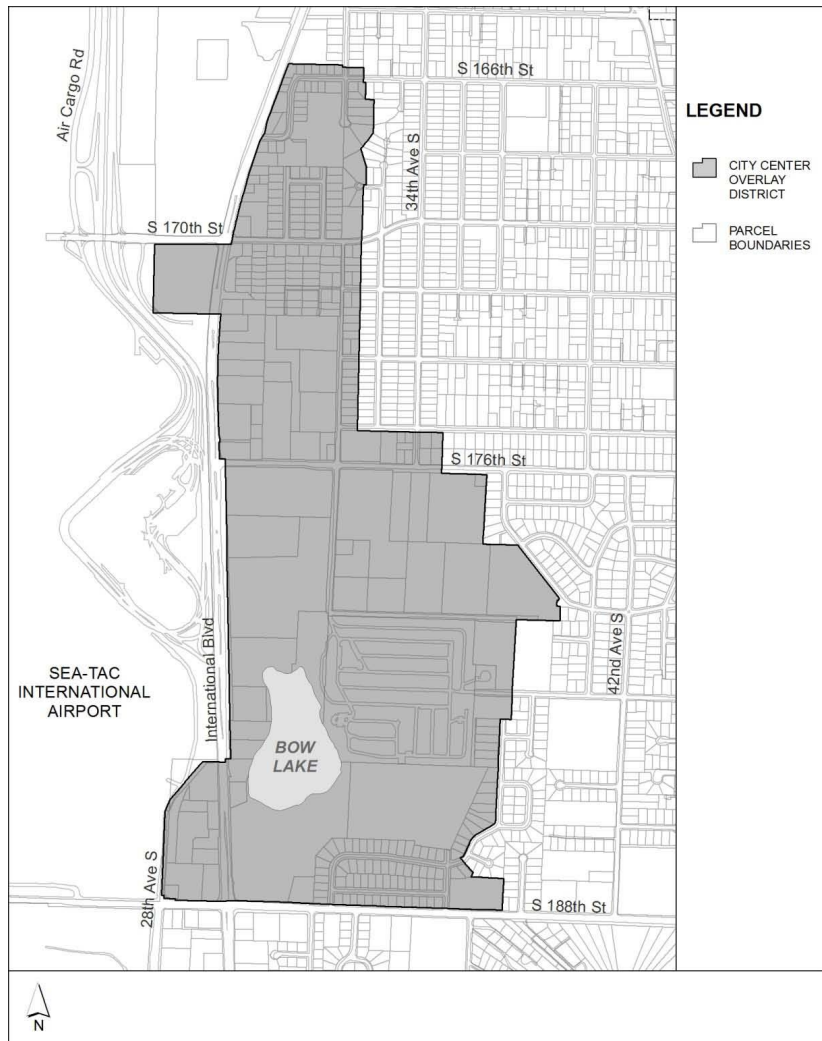 S 166th St
Air Cargo Rd
34th Ave S
S 170th St
S 176th St
International Blvd
42nd Ave S
SEA-TAC
INTERNATIONAL
AIRPORT
BOW
LAKE
28th Ave S
S 188th St
LEGEND
CITY CENTER
OVERLAY
DISTRICT
PARCEL
BOUNDARIES
N